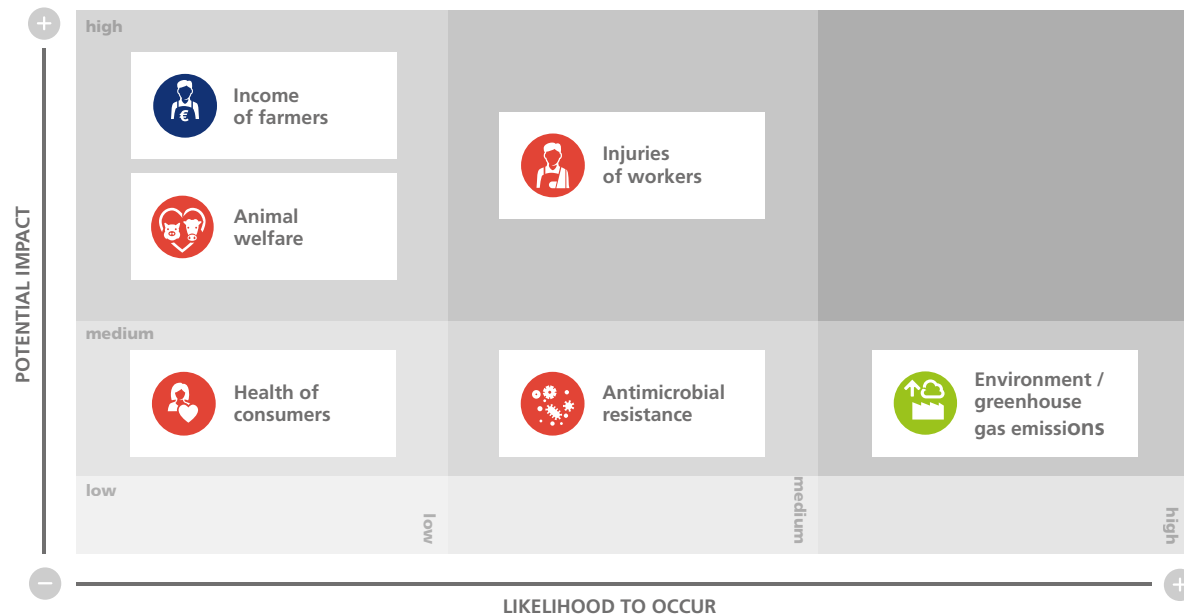 high
Income
of farmers
Injuries
of workers
Animal
welfare
POTENTIAL IMPACT
medium
Health of
consumers
Antimicrobial
resistance
Environment /
greenhouse
gas emissions
low
low
medium
high
LIKELIHOOD TO OCCUR